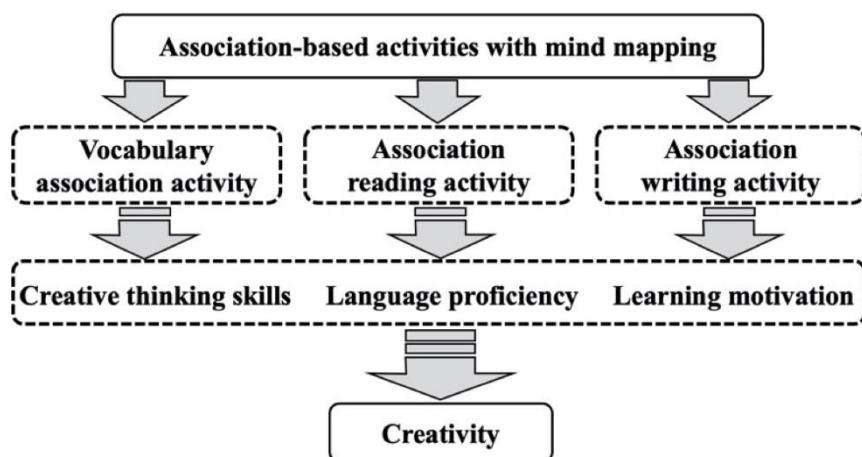 Association-based activities with mind mapping
Vocabulary
association activity
Association
reading activity
Association
writing activity
Creative thinking skills
Language proficiency
Learning motivation
Creativity